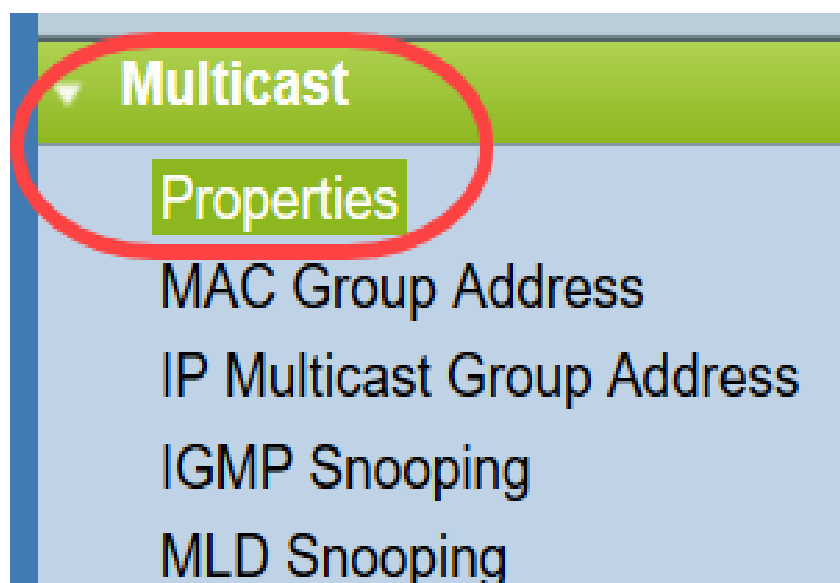 Multicast
Properties
MAC Group Address
IP Multicast Group Address
IGMP Snooping
MLD Snooping